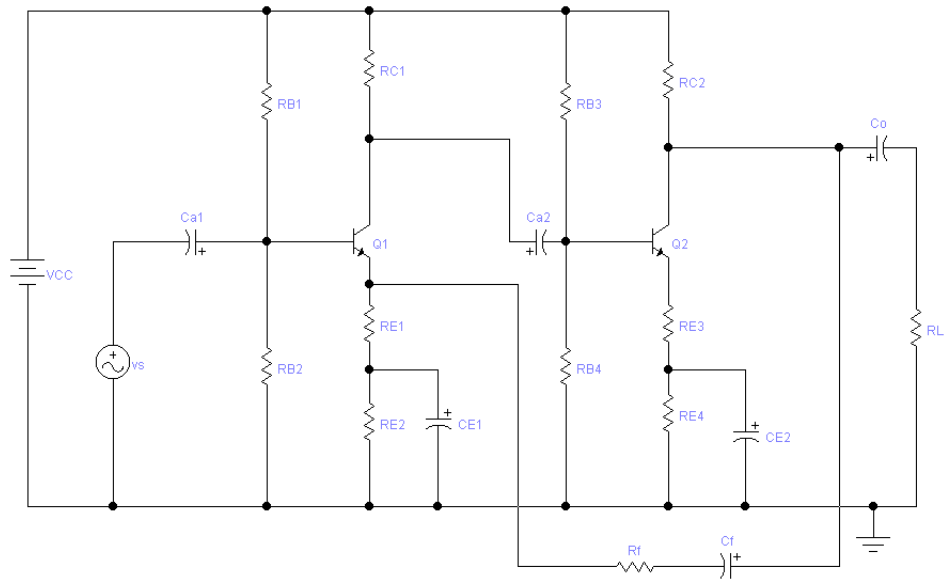 RC1
RC2
RB1
RB3
Co
Ca1
Ca2
Q1
Q2
VCC
RE1
RE3
RL
vs
RB2
RB4
RE2
CE1
RE4
CE2
Rf
Cf